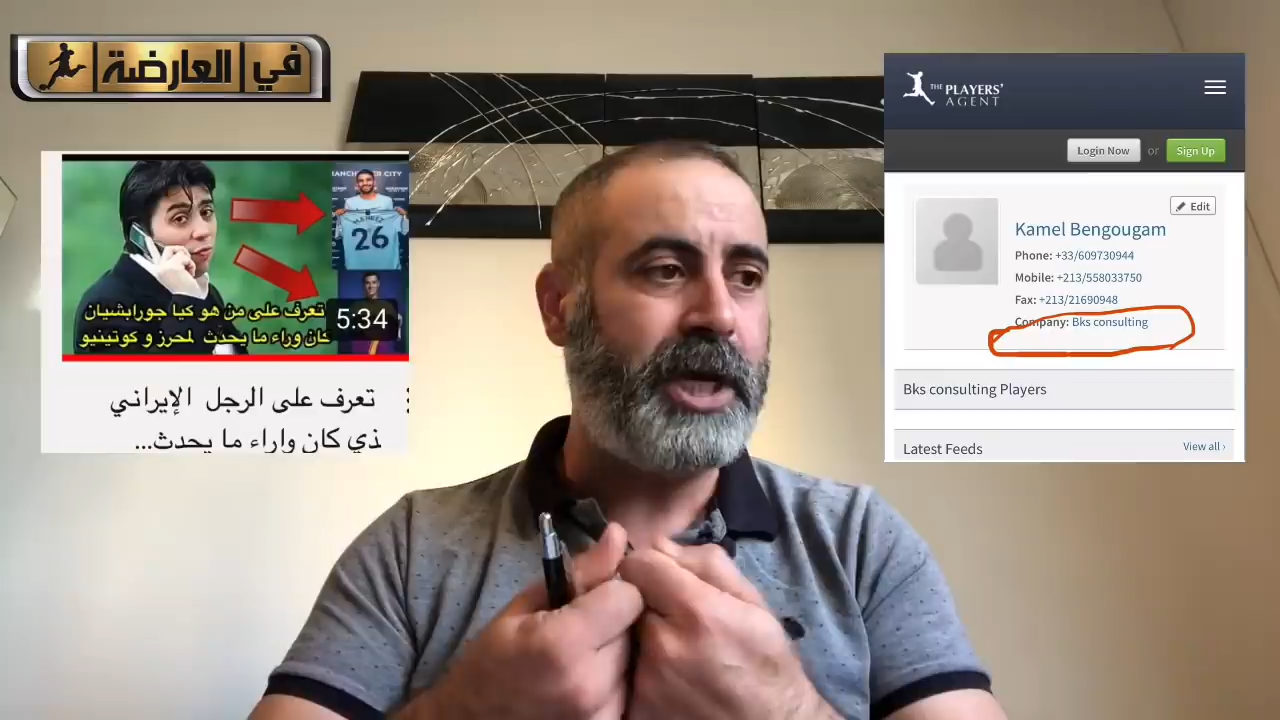 في العارضة
MANCHESTER CITY
MAHREZ
26
تعرف على من هو كيا جورابشيان
كان وراء ما يحدث لمحرز و كوتينيو
5:34
تعرف على الرجل الإيراني
ذي كان واراء ما يحدث...
THE PLAYERS'
AGENT
Login Now or Sign Up
Edit
Kamel Bengougam
Phone: +33/609730944
Mobile: +213/558033750
Fax: +213/21690948
Company: Bks consulting
Bks consulting Players
Latest Feeds
View all ›